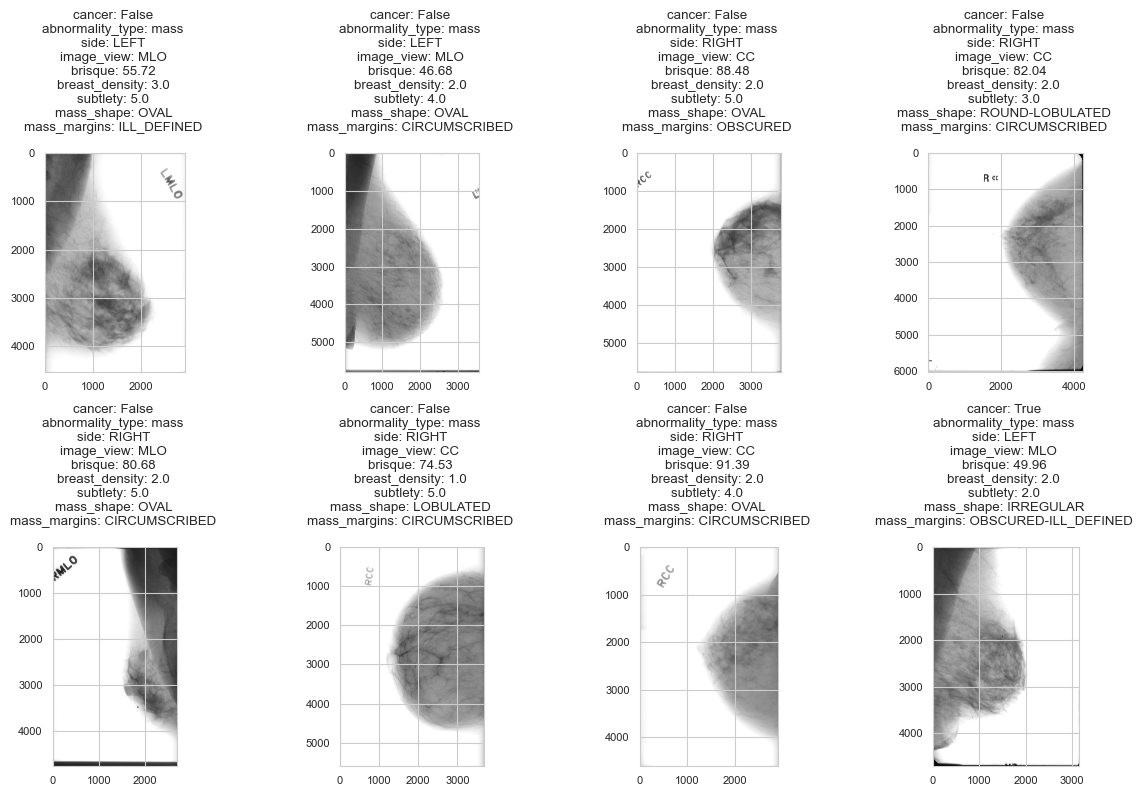 cancer: False
abnormality_type: mass
side: LEFT
image_view: MLO
brisque: 55.72
breast_density: 3.0
subtlety: 5.0
mass_shape: OVAL
mass_margins: ILL_DEFINED
0
1000
2000
3000
4000
LMLO
0 1000 2000
cancer: False
abnormality_type: mass
side: LEFT
image_view: MLO
brisque: 46.68
breast_density: 2.0
subtlety: 4.0
mass_shape: OVAL
mass_margins: CIRCUMSCRIBED
0
1000
2000
3000
4000
5000
0 1000 2000 3000
cancer: False
abnormality_type: mass
side: RIGHT
image_view: CC
brisque: 88.48
breast_density: 2.0
subtlety: 5.0
mass_shape: OVAL
mass_margins: OBSCURED
0
1000
2000
3000
4000
5000
RCC
0 1000 2000 3000
cancer: False
abnormality_type: mass
side: RIGHT
image_view: CC
brisque: 82.04
breast_density: 2.0
subtlety: 3.0
mass_shape: ROUND-LOBULATED
mass_margins: CIRCUMSCRIBED
0
1000
2000
3000
4000
5000
6000
R cc
0 2000 4000
cancer: False
abnormality_type: mass
side: RIGHT
image_view: MLO
brisque: 80.68
breast_density: 2.0
subtlety: 5.0
mass_shape: OVAL
mass_margins: CIRCUMSCRIBED
0
1000
2000
3000
4000
RMLO
0 1000 2000
cancer: False
abnormality_type: mass
side: RIGHT
image_view: CC
brisque: 74.53
breast_density: 1.0
subtlety: 5.0
mass_shape: LOBULATED
mass_margins: CIRCUMSCRIBED
0
1000
2000
3000
4000
5000
RCC
0 1000 2000 3000
cancer: False
abnormality_type: mass
side: RIGHT
image_view: CC
brisque: 91.39
breast_density: 2.0
subtlety: 4.0
mass_shape: OVAL
mass_margins: CIRCUMSCRIBED
0
1000
2000
3000
4000
RCC
0 1000 2000
cancer: True
abnormality_type: mass
side: LEFT
image_view: MLO
brisque: 49.96
breast_density: 2.0
subtlety: 2.0
mass_shape: IRREGULAR
mass_margins: OBSCURED-ILL_DEFINED
0
1000
2000
3000
4000
0 1000 2000 3000